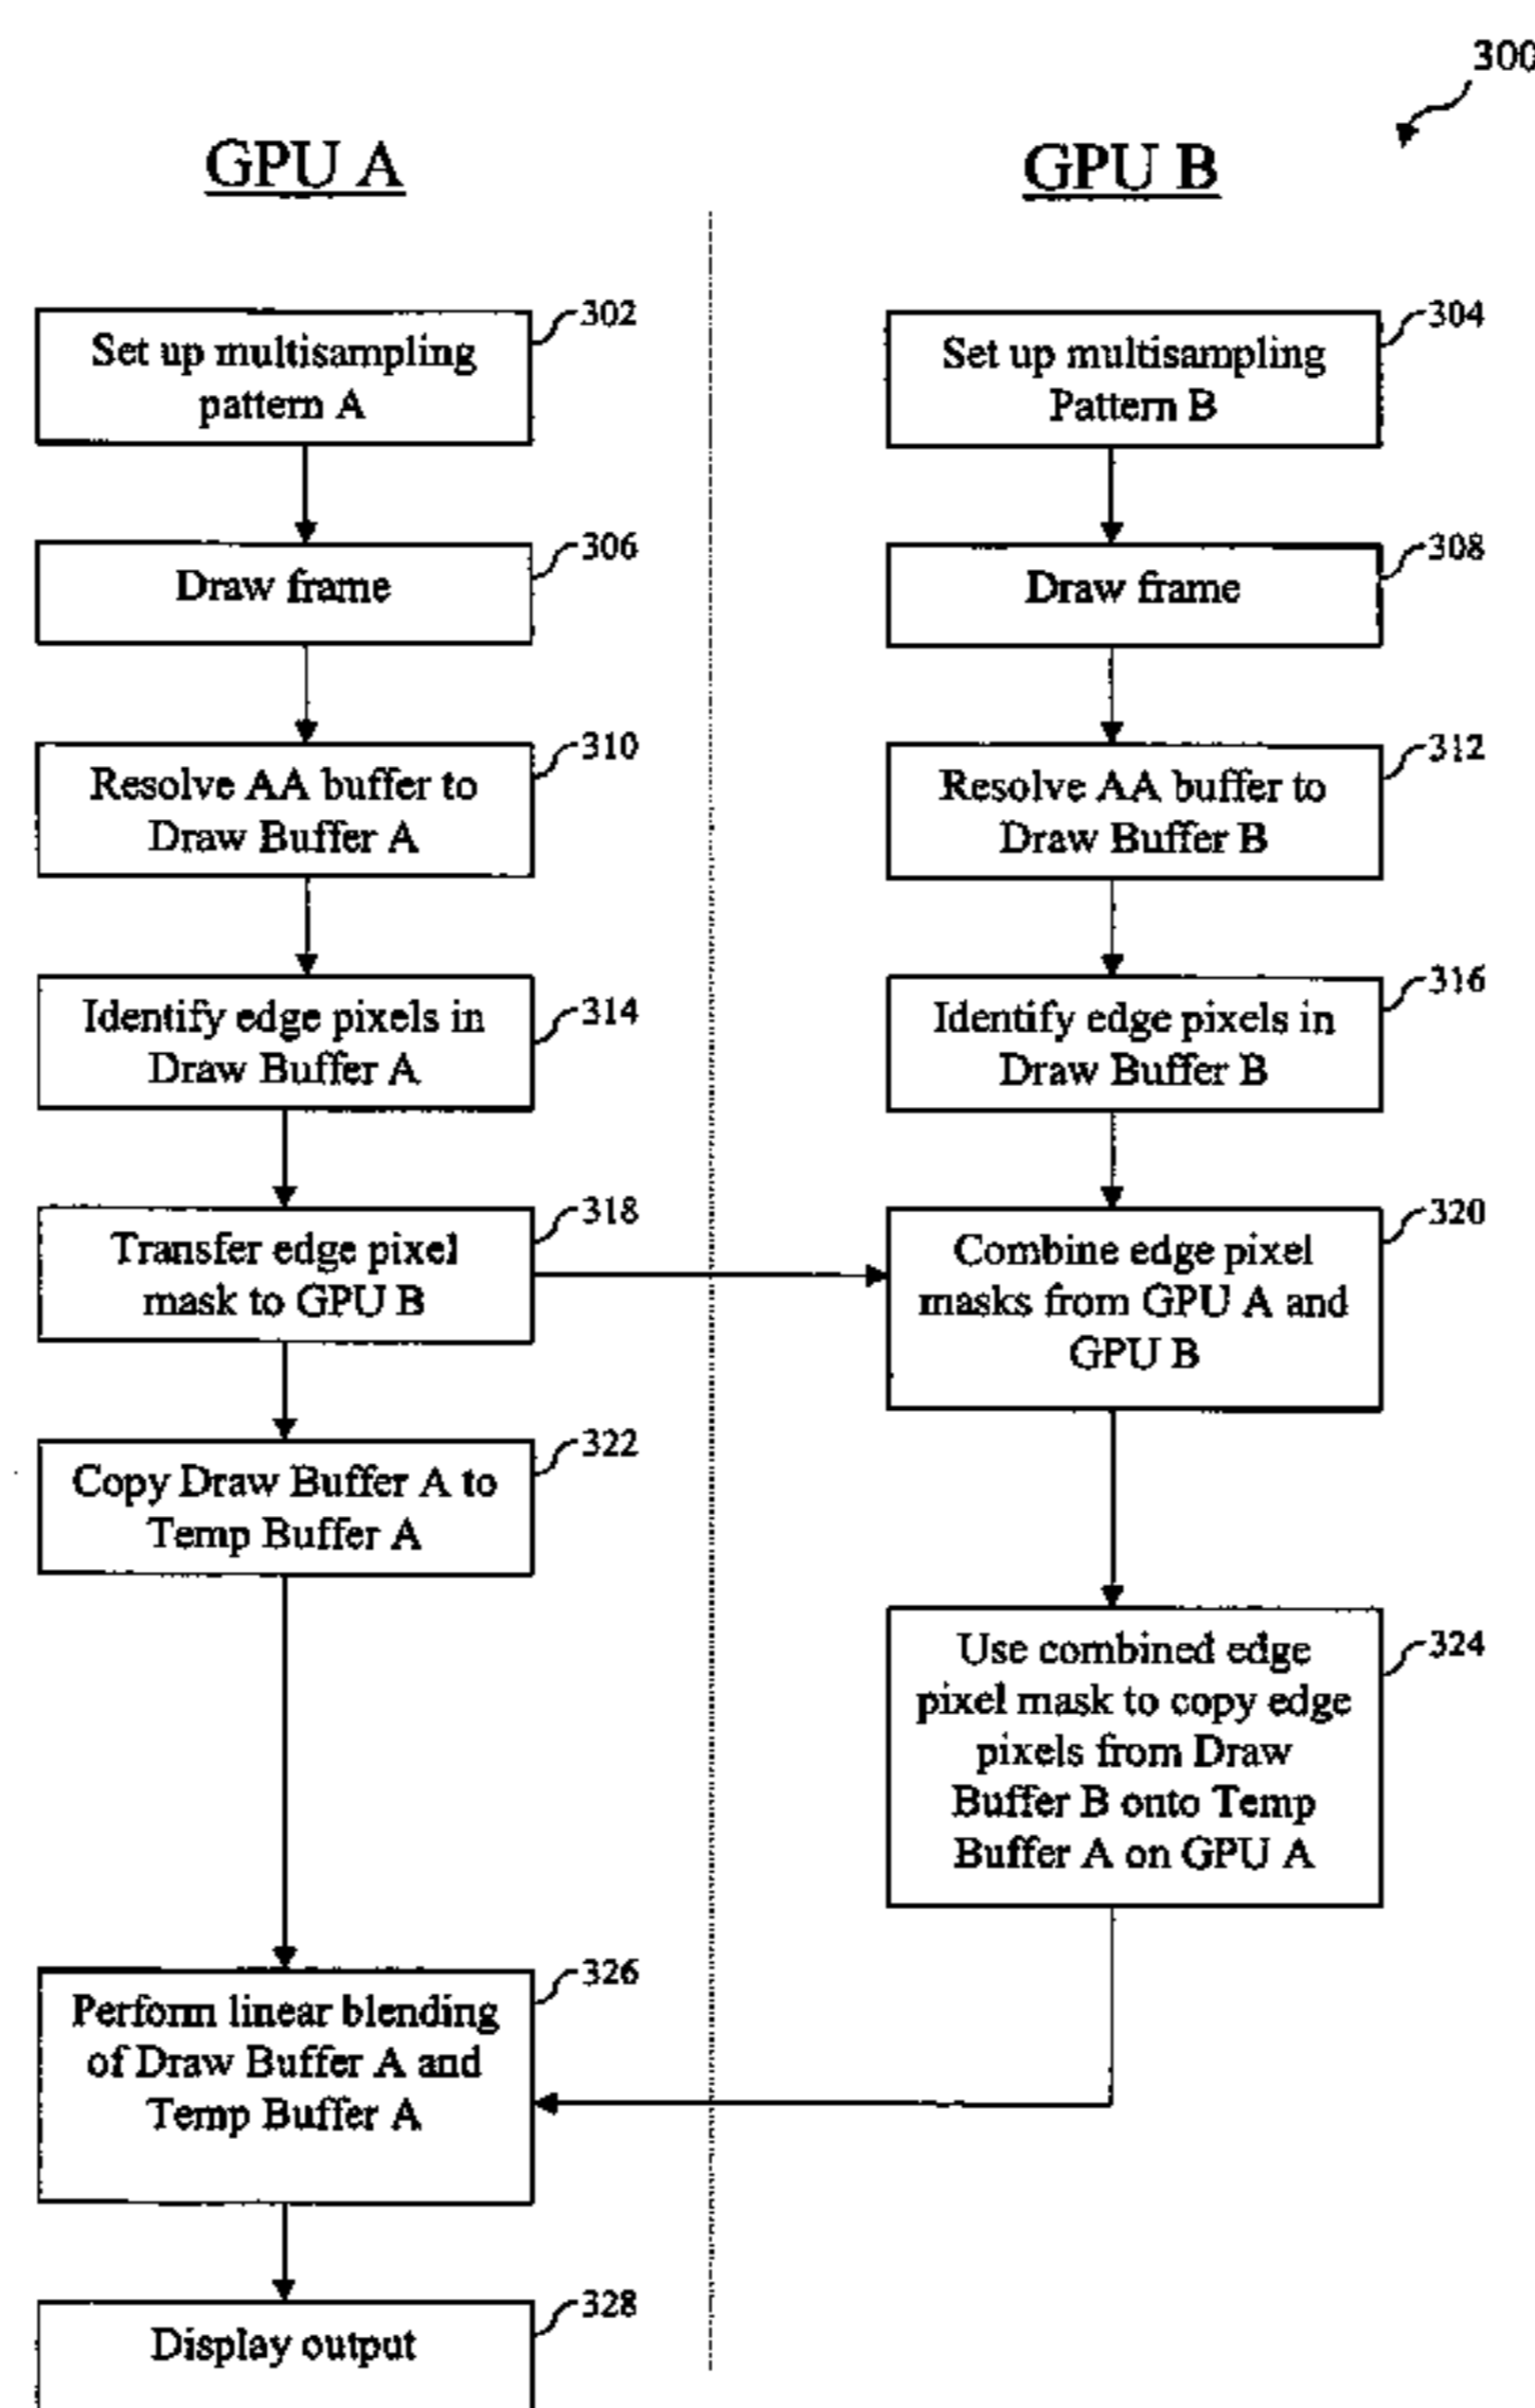 300
GPU A
GPU B
302
Set up multisampling
pattern A
304
Set up multisampling
Pattern B
306
Draw frame
308
Draw frame
310
Resolve AA buffer to
Draw Buffer A
312
Resolve AA buffer to
Draw Buffer B
314
Identify edge pixels in
Draw Buffer A
316
Identify edge pixels in
Draw Buffer B
318
Transfer edge pixel
mask to GPU B
320
Combine edge pixel
masks from GPU A and
GPU B
322
Copy Draw Buffer A to
Temp Buffer A
324
Use combined edge
pixel mask to copy edge
pixels from Draw
Buffer B onto Temp
Buffer A on GPU A
326
Perform linear blending
of Draw Buffer A and
Temp Buffer A
328
Display output